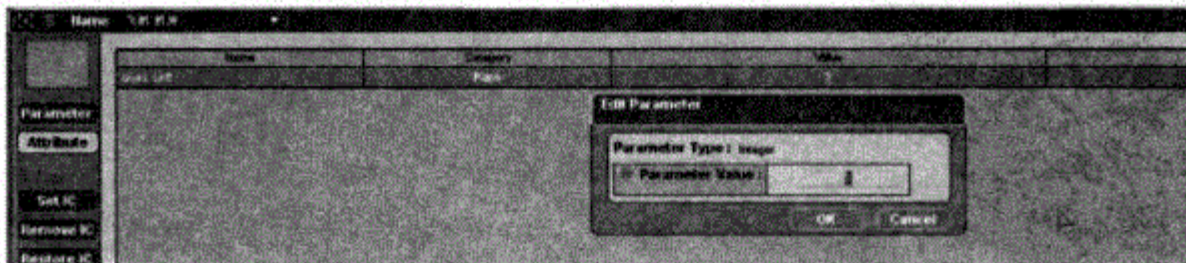 Name
Name Category Value
Parameter
Attribute
Edit Parameter
Parameter Type: Integer
Parameter Value:
Set IC
OK Cancel
Remove IC
Restore IC